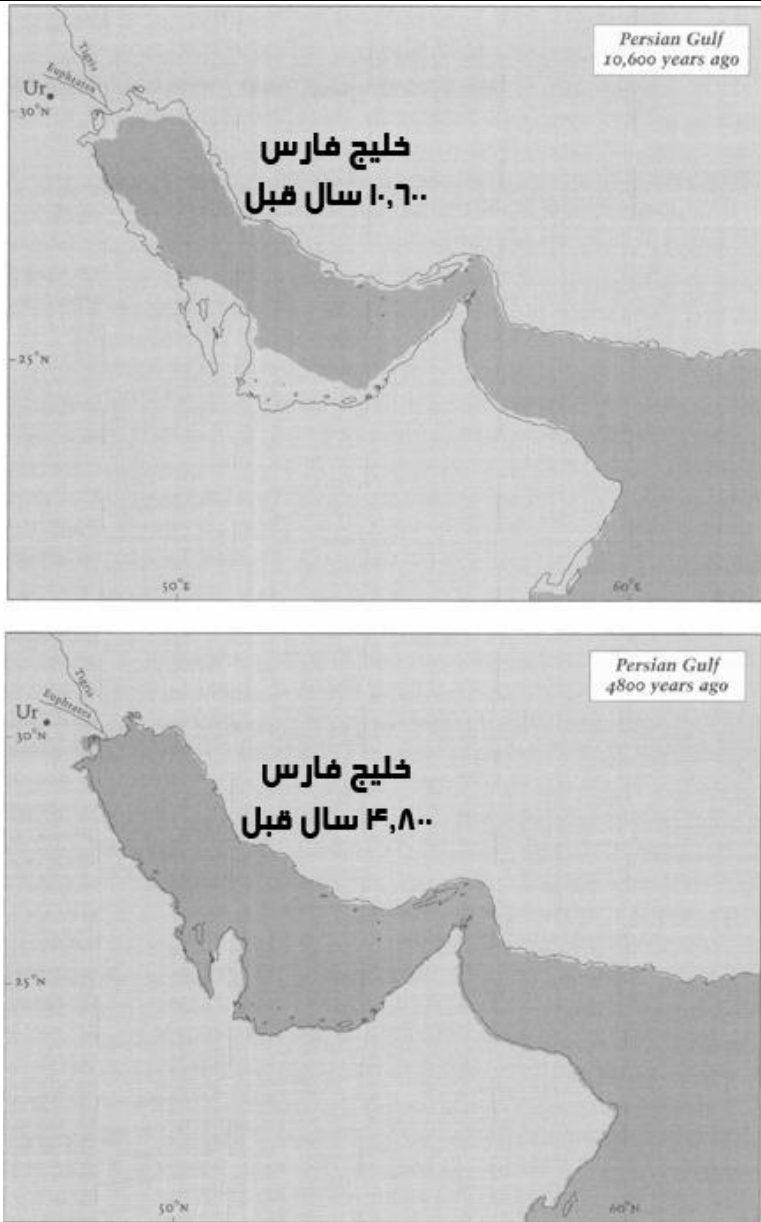 Persian Gulf
10,600 years ago
Tigris
Euphrates
Ur
30°N
خلیج فارس
۱۰,٦۰۰ سال قبل
25°N
50°E
60°E
Persian Gulf
4800 years ago
Tigris
Euphrates
Ur
30°N
خلیج فارس
۴,۸۰۰ سال قبل
25°N
50°N
60°N